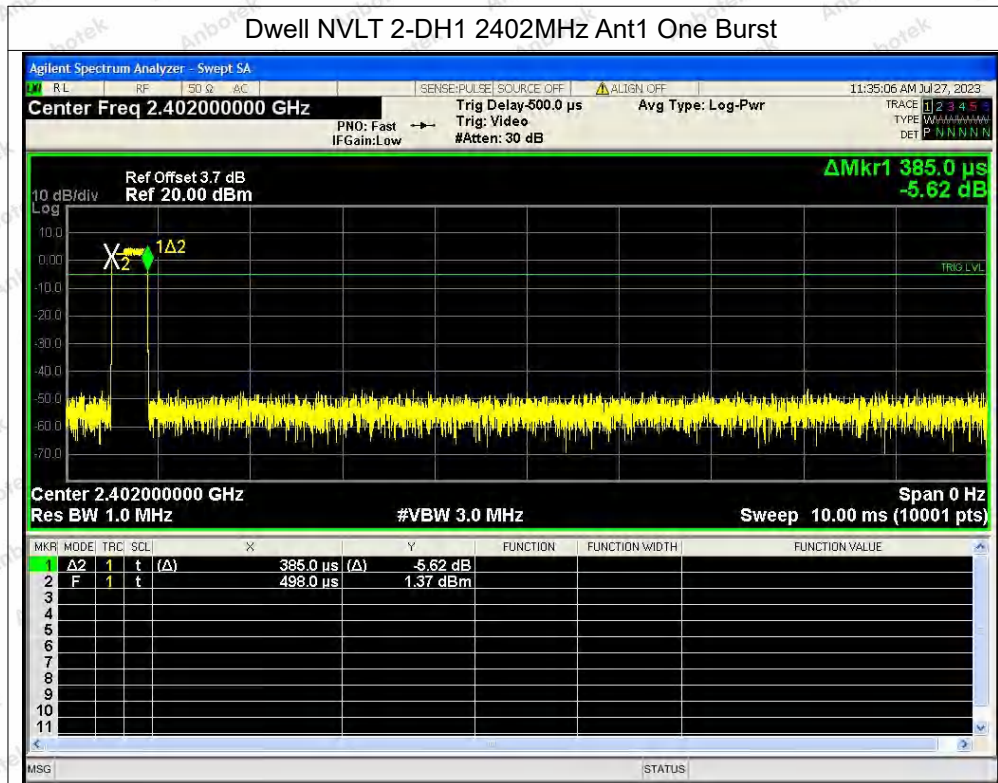 Dwell NVLT 2-DH1 2402MHz Ant1 One Burst
Agilent Spectrum Analyzer - Swept SA
RL RF 50 Ω AC SENSE:PULSE SOURCE OFF ALIGN OFF 11:35:06 AM Jul 27, 2023
Center Freq 2.402000000 GHz Trig Delay-500.0 µs Avg Type: Log-Pwr TRACE 1 2 3 4 5 6
PNO: Fast Trig: Video TYPE WWWWWW
IFGain:Low #Atten: 30 dB DET P N N N N N
ΔMkr1 385.0 µs
-5.62 dB
Ref Offset 3.7 dB
10 dB/div Ref 20.00 dBm
Log
10.0
0.00
-10.0
-20.0
-30.0
-40.0
-50.0
-60.0
-70.0
1Δ2
2
TRIG LVL
Center 2.402000000 GHz Span 0 Hz
Res BW 1.0 MHz #VBW 3.0 MHz Sweep 10.00 ms (10001 pts)
MKR MODE TRC SCL X Y FUNCTION FUNCTION WIDTH FUNCTION VALUE
1 Δ2 1 t (Δ) 385.0 µs (Δ) -5.62 dB
2 F 1 t 498.0 µs 1.37 dBm
3
4
5
6
7
8
9
10
11
MSG STATUS